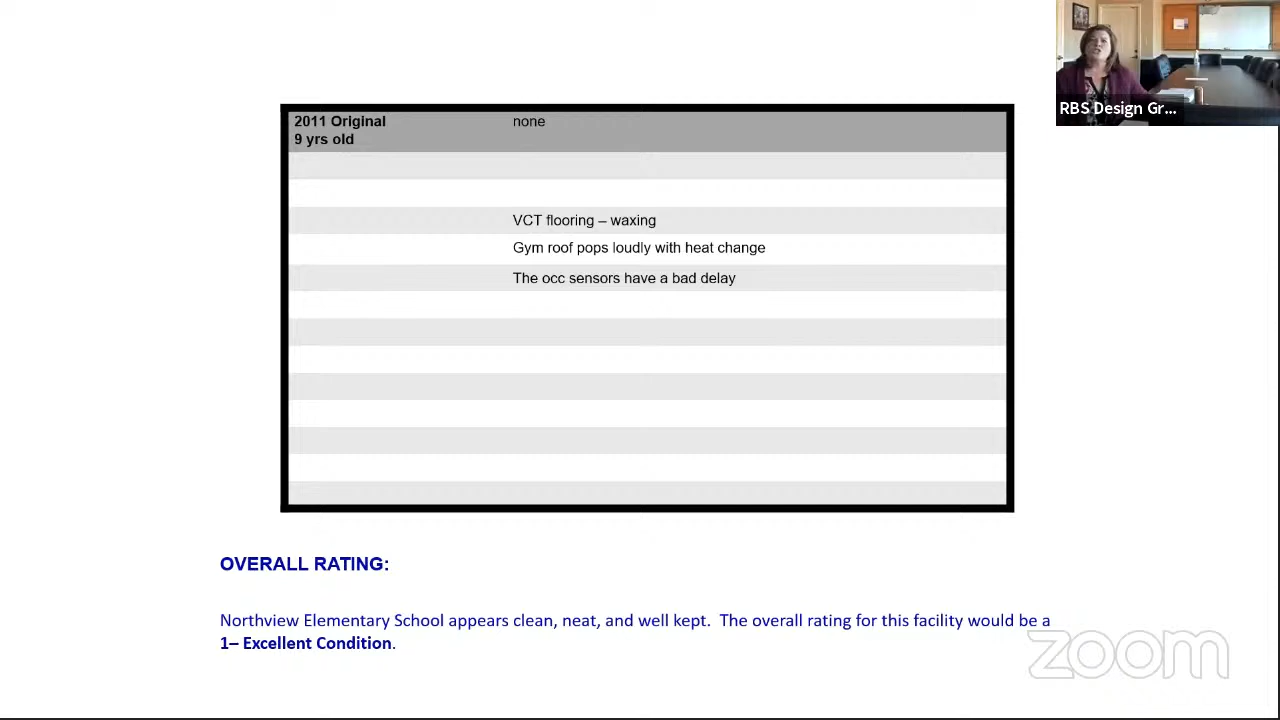 RBS Design Gr...
2011 Original none
9 yrs old
VCT flooring – waxing
Gym roof pops loudly with heat change
The occ sensors have a bad delay
OVERALL RATING:
Northview Elementary School appears clean, neat, and well kept.  The overall rating for this facility would be a
1– Excellent Condition.
zoom